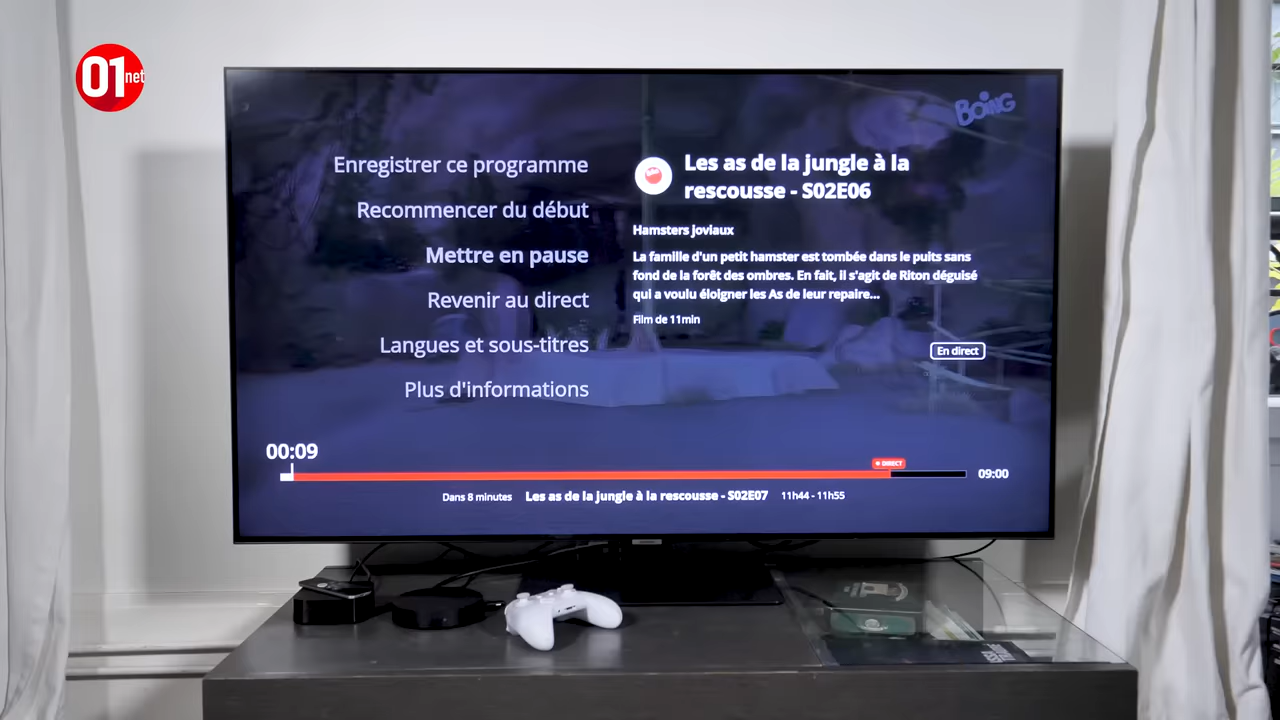 01net
BOING
Enregistrer ce programme
Recommencer du début
Mettre en pause
Revenir au direct
Langues et sous-titres
Plus d'informations
Les as de la jungle à la
rescousse - S02E06
Hamsters joviaux
La famille d'un petit hamster est tombée dans le puits sans
fond de la forêt des ombres. En fait, il s'agit de Riton déguisé
qui a voulu éloigner les As de leur repaire...
Film de 11min
En direct
00:09
DIRECT
09:00
Dans 8 minutes Les as de la jungle à la rescousse - S02E07 11h44 - 11h55